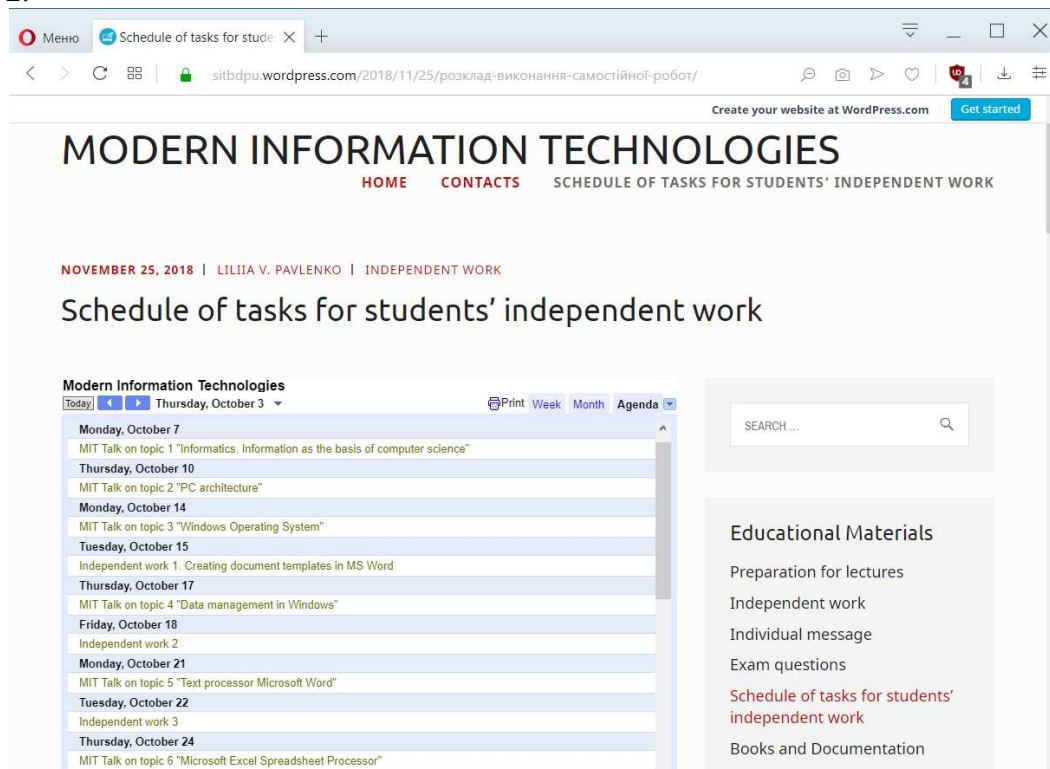 Меню
Schedule of tasks for stude
sitbdpu.wordpress.com/2018/11/25/розклад-виконання-самостійної-робот/
4
Create your website at WordPress.com
Get started
MODERN INFORMATION TECHNOLOGIES
HOME CONTACTS SCHEDULE OF TASKS FOR STUDENTS' INDEPENDENT WORK
NOVEMBER 25, 2018 | LILIIA V. PAVLENKO | INDEPENDENT WORK
Schedule of tasks for students' independent work
Modern Information Technologies
Today Thursday, October 3 Print Week Month Agenda
Monday, October 7
MIT Talk on topic 1 "Informatics. Information as the basis of computer science"
Thursday, October 10
MIT Talk on topic 2 "PC architecture"
Monday, October 14
MIT Talk on topic 3 "Windows Operating System"
Tuesday, October 15
Independent work 1. Creating document templates in MS Word
Thursday, October 17
MIT Talk on topic 4 "Data management in Windows"
Friday, October 18
Independent work 2
Monday, October 21
MIT Talk on topic 5 "Text processor Microsoft Word"
Tuesday, October 22
Independent work 3
Thursday, October 24
MIT Talk on topic 6 "Microsoft Excel Spreadsheet Processor"
SEARCH ...
Educational Materials
Preparation for lectures
Independent work
Individual message
Exam questions
Schedule of tasks for students'
independent work
Books and Documentation